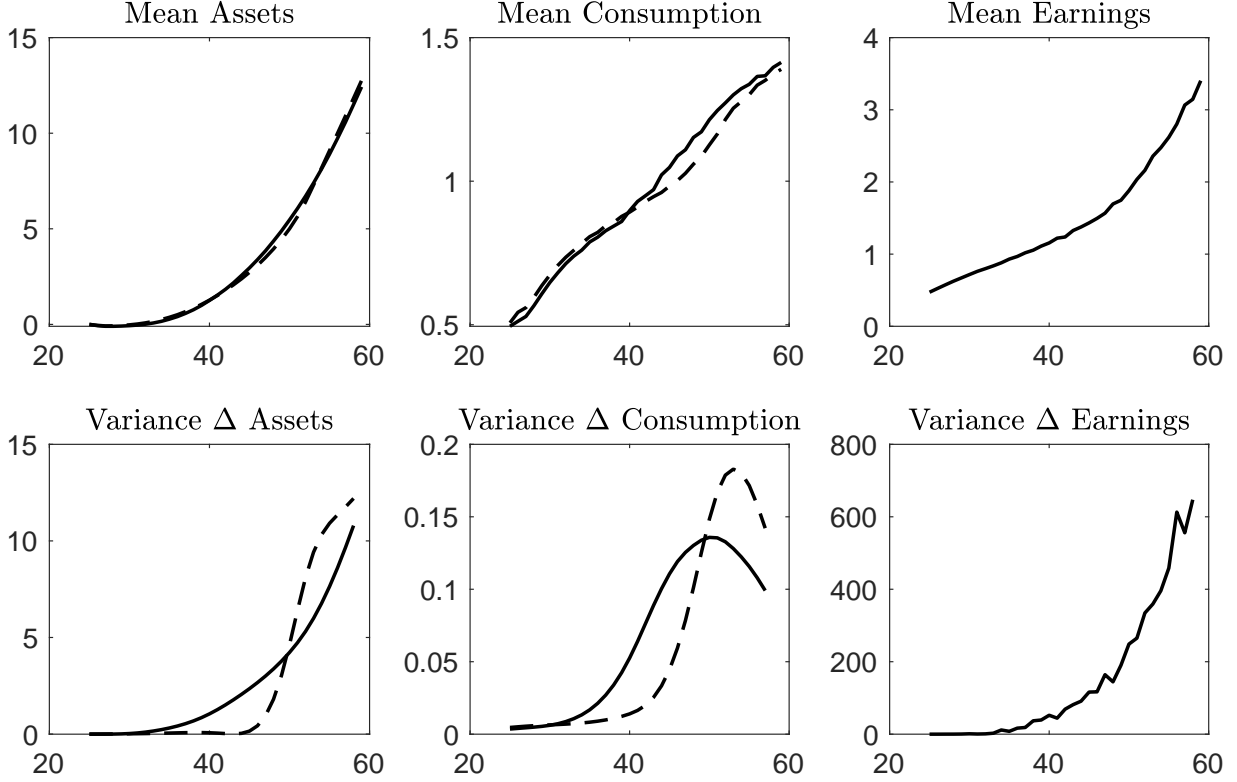 Mean Assets
15
10
5
0
20 40 60
Mean Consumption
1.5
1
0.5
20 40 60
Mean Earnings
4
3
2
1
0
20 40 60
Variance Δ Assets
15
10
5
0
20 40 60
Variance Δ Consumption
0.2
0.15
0.1
0.05
0
20 40 60
Variance Δ Earnings
800
600
400
200
0
20 40 60